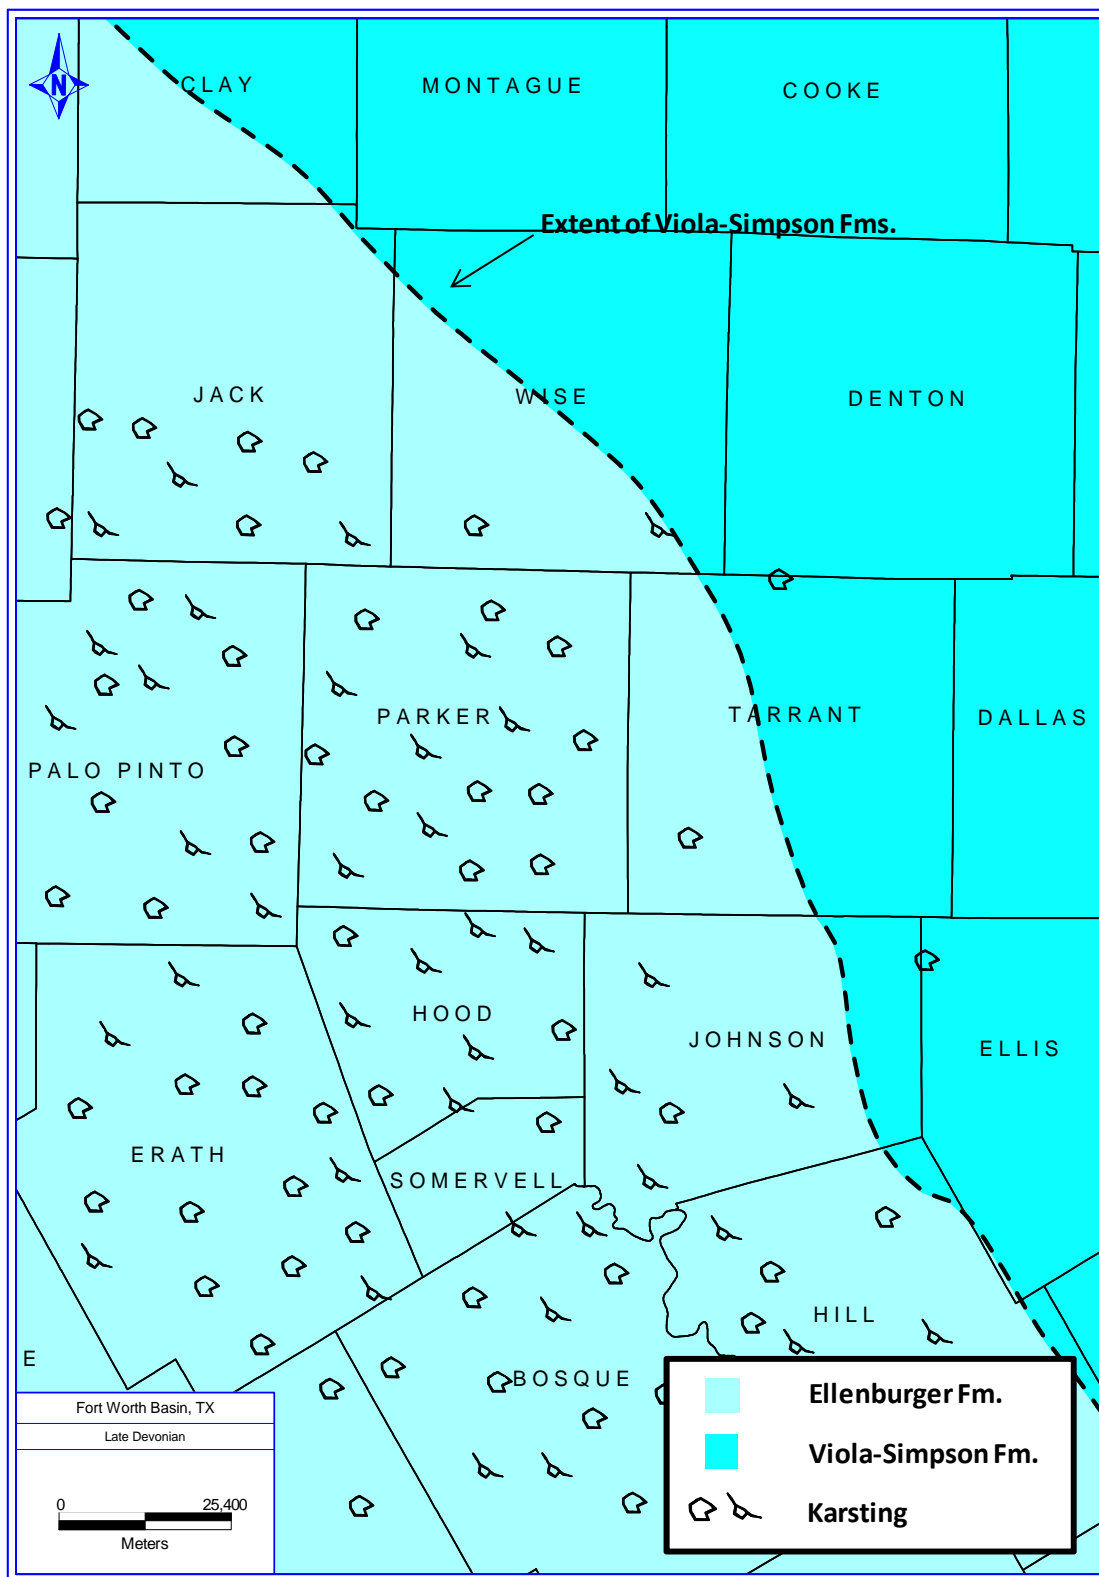 N
CLAY
MONTAGUE
COOKE
Extent of Viola-Simpson Fms.
JACK
WISE
DENTON
PARKER
TARRANT
DALLAS
PALO PINTO
HOOD
JOHNSON
ELLIS
ERATH
SOMERVELL
HILL
E
BOSQUE
Fort Worth Basin, TX
Late Devonian
0 25,400
Meters
Ellenburger Fm.
Viola-Simpson Fm.
Karsting